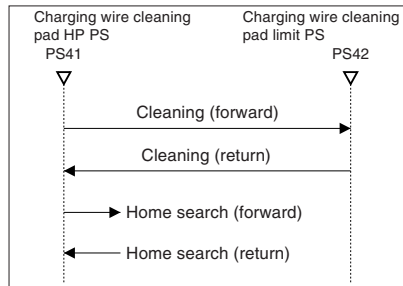 Charging wire cleaning
pad HP PS
PS41
Charging wire cleaning
pad limit PS
PS42
Cleaning (forward)
Cleaning (return)
Home search (forward)
Home search (return)